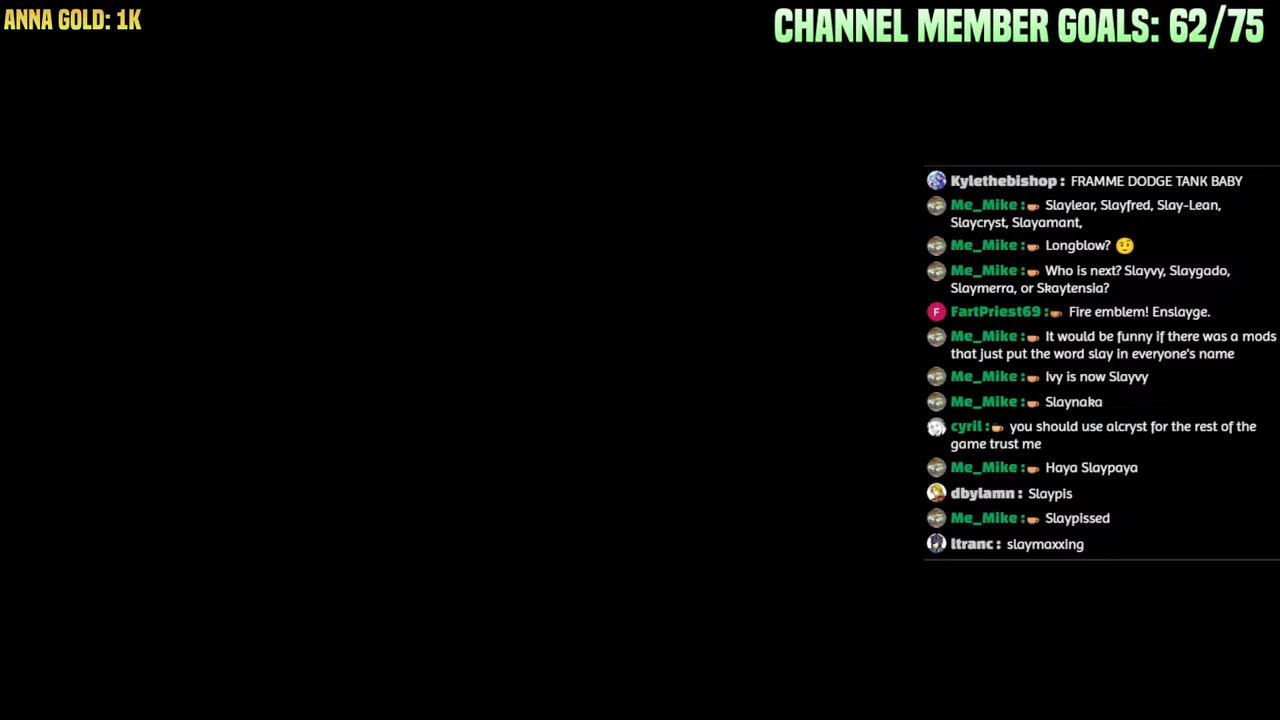 ANNA GOLD: 1K
CHANNEL MEMBER GOALS: 62/75
Kylethebishop : FRAMME DODGE TANK BABY
Me_Mike : Slaylear, Slayfred, Slay-Lean,
Slaycryst, Slayamant,
Me_Mike : Longblow? 🤨
Me_Mike : Who is next? Slayvy, Slaygado,
Slaymerra, or Skaytensia?
F FartPriest69 : Fire emblem! Enslayge.
Me_Mike : It would be funny if there was a mods
that just put the word slay in everyone's name
Me_Mike : Ivy is now Slayvy
Me_Mike : Slaynaka
cyril : you should use alcryst for the rest of the
game trust me
Me_Mike : Haya Slaypaya
dbylamn : Slaypis
Me_Mike : Slaypissed
ltranc : slaymaxxing